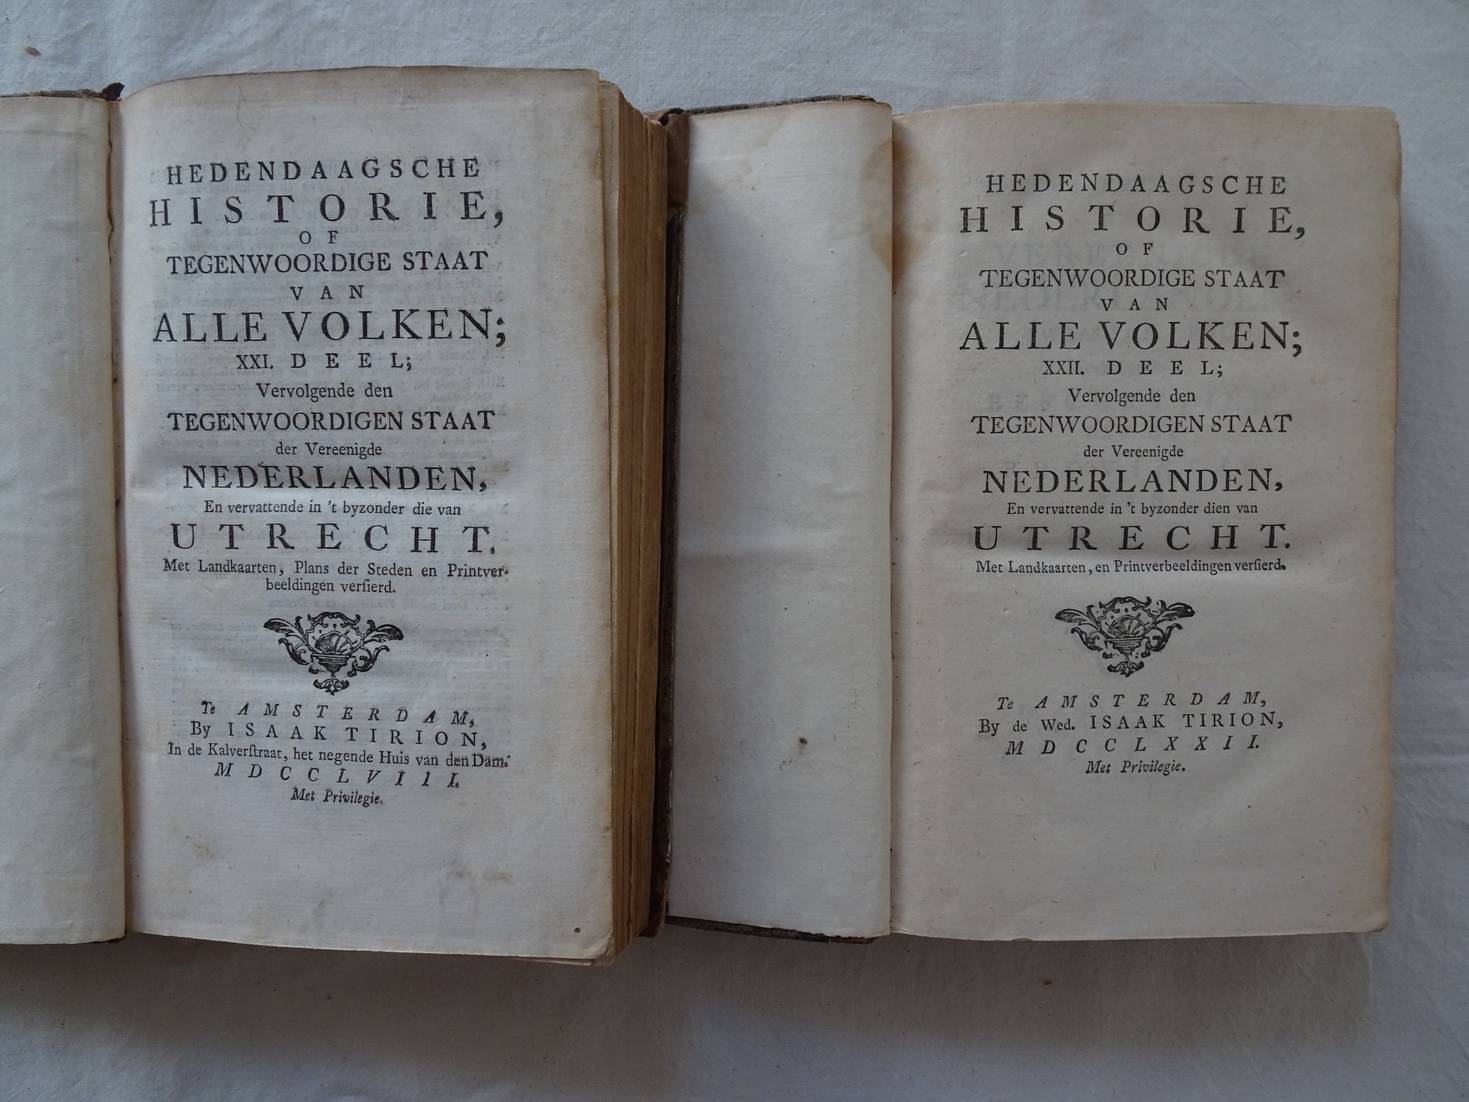 HEDENDAAGSCHE
HISTORIE,
OF
TEGENWOORDIGE STAAT
VAN
ALLE VOLKEN;
XXI. DEEL;
Vervolgende den
TEGENWOORDIGEN STAAT
der Vereenigde
NEDERLANDEN,
En vervattende in 't byzonder die van
UTRECHT.
Met Landkaarten, Plans der Steden en Printver-
beeldingen verſierd.
Te AMSTERDAM,
By ISAAK TIRION,
In de Kalverſtraat, het negende Huis van den Dam.
MDCCLVIII.
Met Privilegie.
HEDENDAAGSCHE
HISTORIE,
OF
TEGENWOORDIGE STAAT
VAN
ALLE VOLKEN;
XXII. DEEL;
Vervolgende den
TEGENWOORDIGEN STAAT
der Vereenigde
NEDERLANDEN,
En vervattende in 't byzonder dien van
UTRECHT.
Met Landkaarten, en Printverbeeldingen verſierd.
Te AMSTERDAM,
By de Wed. ISAAK TIRION,
MDCCLXXII.
Met Privilegie.